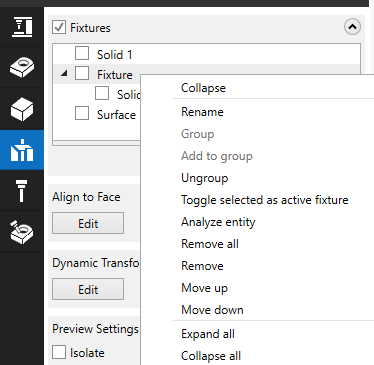 Fixtures
Solid 1
Fixture
Solid
Surface
Collapse
Rename
Group
Add to group
Ungroup
Toggle selected as active fixture
Analyze entity
Remove all
Remove
Move up
Move down
Expand all
Collapse all
Align to Face
Edit
Dynamic Transfo
Edit
Preview Settings
Isolate